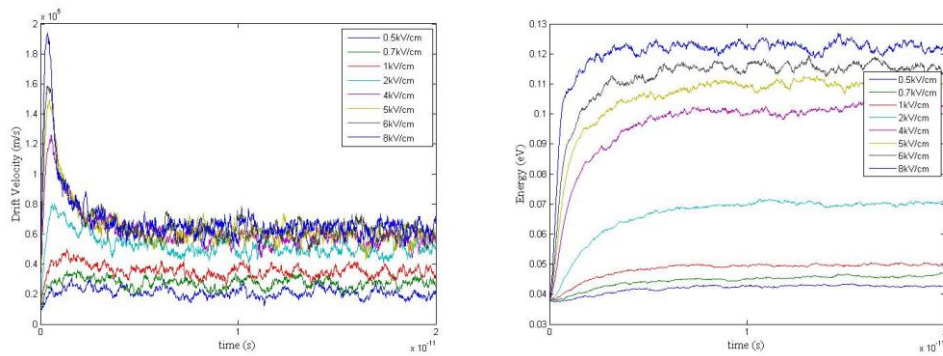 x 10⁶
2
1.8
1.6
1.4
1.2
1
0.8
0.6
0.4
0.2
0
Drift Velocity (m/s)
0.5kV/cm
0.7kV/cm
1kV/cm
2kV/cm
4kV/cm
5kV/cm
6kV/cm
8kV/cm
0
1
2
time (s)
x 10⁻¹¹
0.13
0.12
0.11
0.1
0.09
0.08
0.07
0.06
0.05
0.04
0.03
Energy (eV)
0.5kV/cm
0.7kV/cm
1kV/cm
2kV/cm
4kV/cm
5kV/cm
6kV/cm
8kV/cm
0
1
time (s)
x 10⁻¹¹